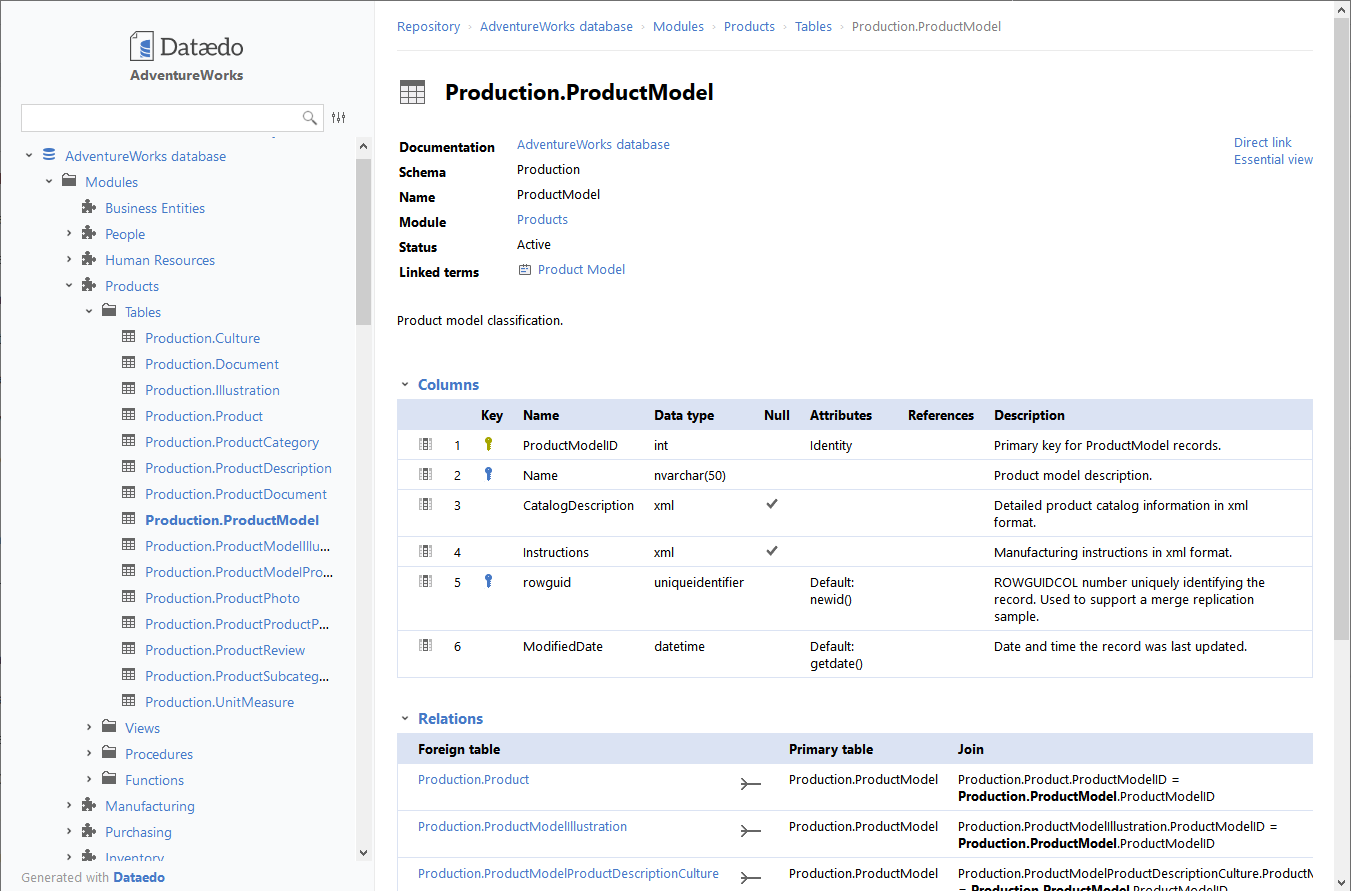 Datædo
AdventureWorks
AdventureWorks database
Modules
Business Entities
People
Human Resources
Products
Tables
Production.Culture
Production.Document
Production.Illustration
Production.Product
Production.ProductCategory
Production.ProductDescription
Production.ProductDocument
Production.ProductModel
Production.ProductModelIllu...
Production.ProductModelPro...
Production.ProductPhoto
Production.ProductProductP...
Production.ProductReview
Production.ProductSubcateg...
Production.UnitMeasure
Views
Procedures
Functions
Manufacturing
Purchasing
Inventory
Generated with Dataedo
Repository › AdventureWorks database › Modules › Products › Tables › Production.ProductModel
Production.ProductModel
Documentation AdventureWorks database
Schema Production
Name ProductModel
Module Products
Status Active
Linked terms Product Model
Direct link
Essential view
Product model classification.
Columns
Key Name Data type Null Attributes References Description
1 ProductModelID int Identity Primary key for ProductModel records.
2 Name nvarchar(50) Product model description.
3 CatalogDescription xml ✓ Detailed product catalog information in xml
format.
4 Instructions xml ✓ Manufacturing instructions in xml format.
5 rowguid uniqueidentifier Default: ROWGUIDCOL number uniquely identifying the
newid() record. Used to support a merge replication
sample.
6 ModifiedDate datetime Default: Date and time the record was last updated.
getdate()
Relations
Foreign table Primary table Join
Production.Product Production.ProductModel Production.Product.ProductModelID =
Production.ProductModel.ProductModelID
Production.ProductModelIllustration Production.ProductModel Production.ProductModelIllustration.ProductModelID =
Production.ProductModel.ProductModelID
Production.ProductModelProductDescriptionCulture Production.ProductModel Production.ProductModelProductDescriptionCulture.ProductM
= Production.ProductModel.ProductModelID